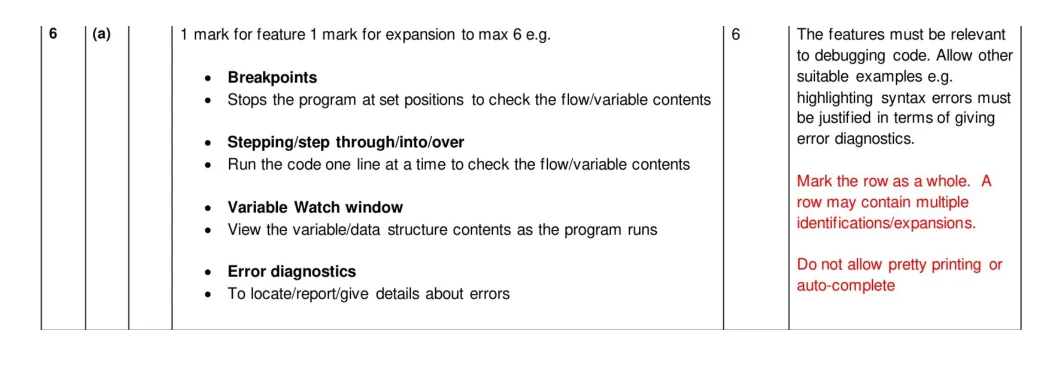 6 (a) 1 mark for feature 1 mark for expansion to max 6 e.g.
• Breakpoints
• Stops the program at set positions to check the flow/variable contents
• Stepping/step through/into/over
• Run the code one line at a time to check the flow/variable contents
• Variable Watch window
• View the variable/data structure contents as the program runs
• Error diagnostics
• To locate/report/give details about errors
6
The features must be relevant
to debugging code. Allow other
suitable examples e.g.
highlighting syntax errors must
be justified in terms of giving
error diagnostics.
Mark the row as a whole. A
row may contain multiple
identifications/expansions.
Do not allow pretty printing or
auto-complete